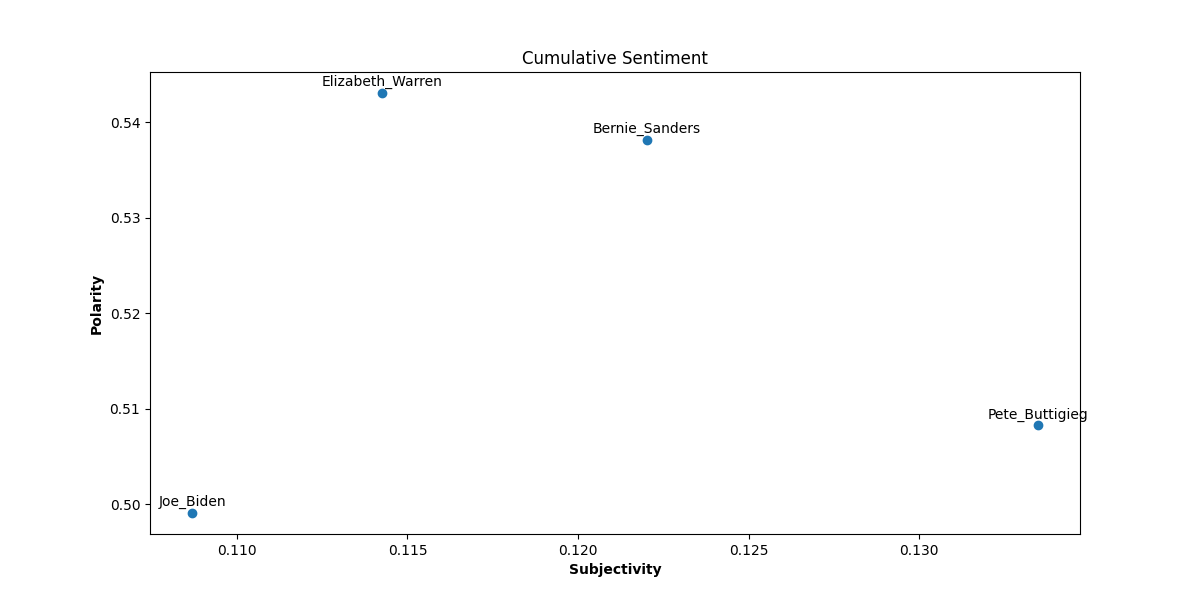 Cumulative Sentiment
Elizabeth_Warren
Bernie_Sanders
Pete_Buttigieg
Joe_Biden
0.54
0.53
0.52
0.51
0.50
Polarity
0.110 0.115 0.120 0.125 0.130
Subjectivity